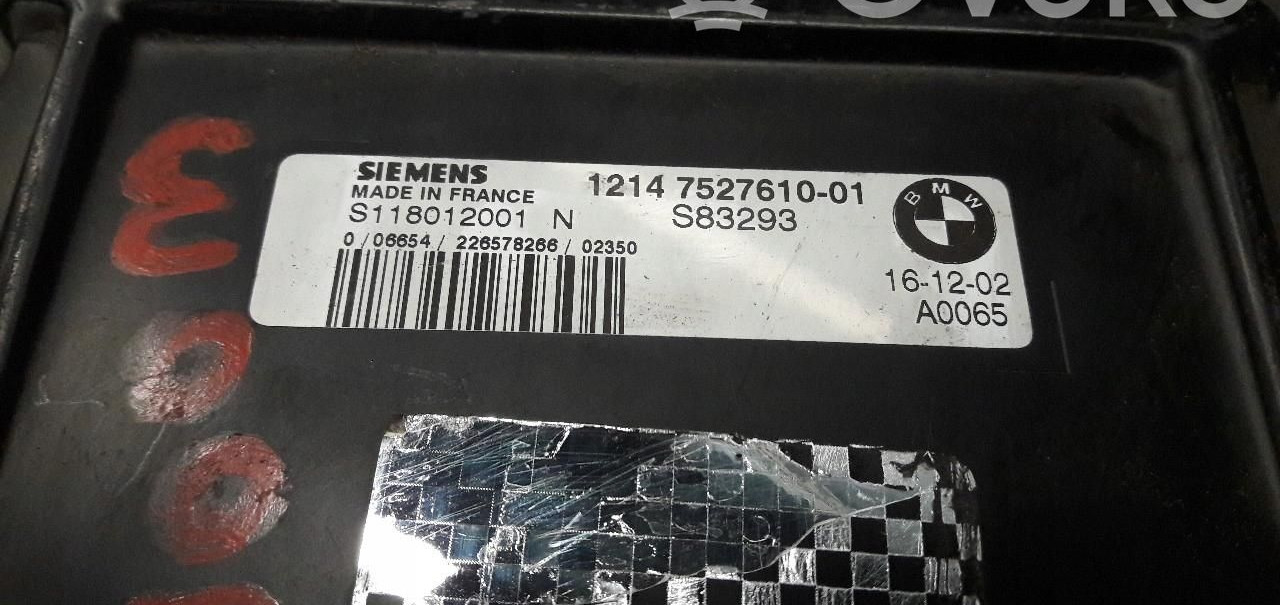 SIEMENS
MADE IN FRANCE
1214 7527610-01
S118012001 N
S83293
0/06654/226578266/02350
BMW
16-12-02
A0065